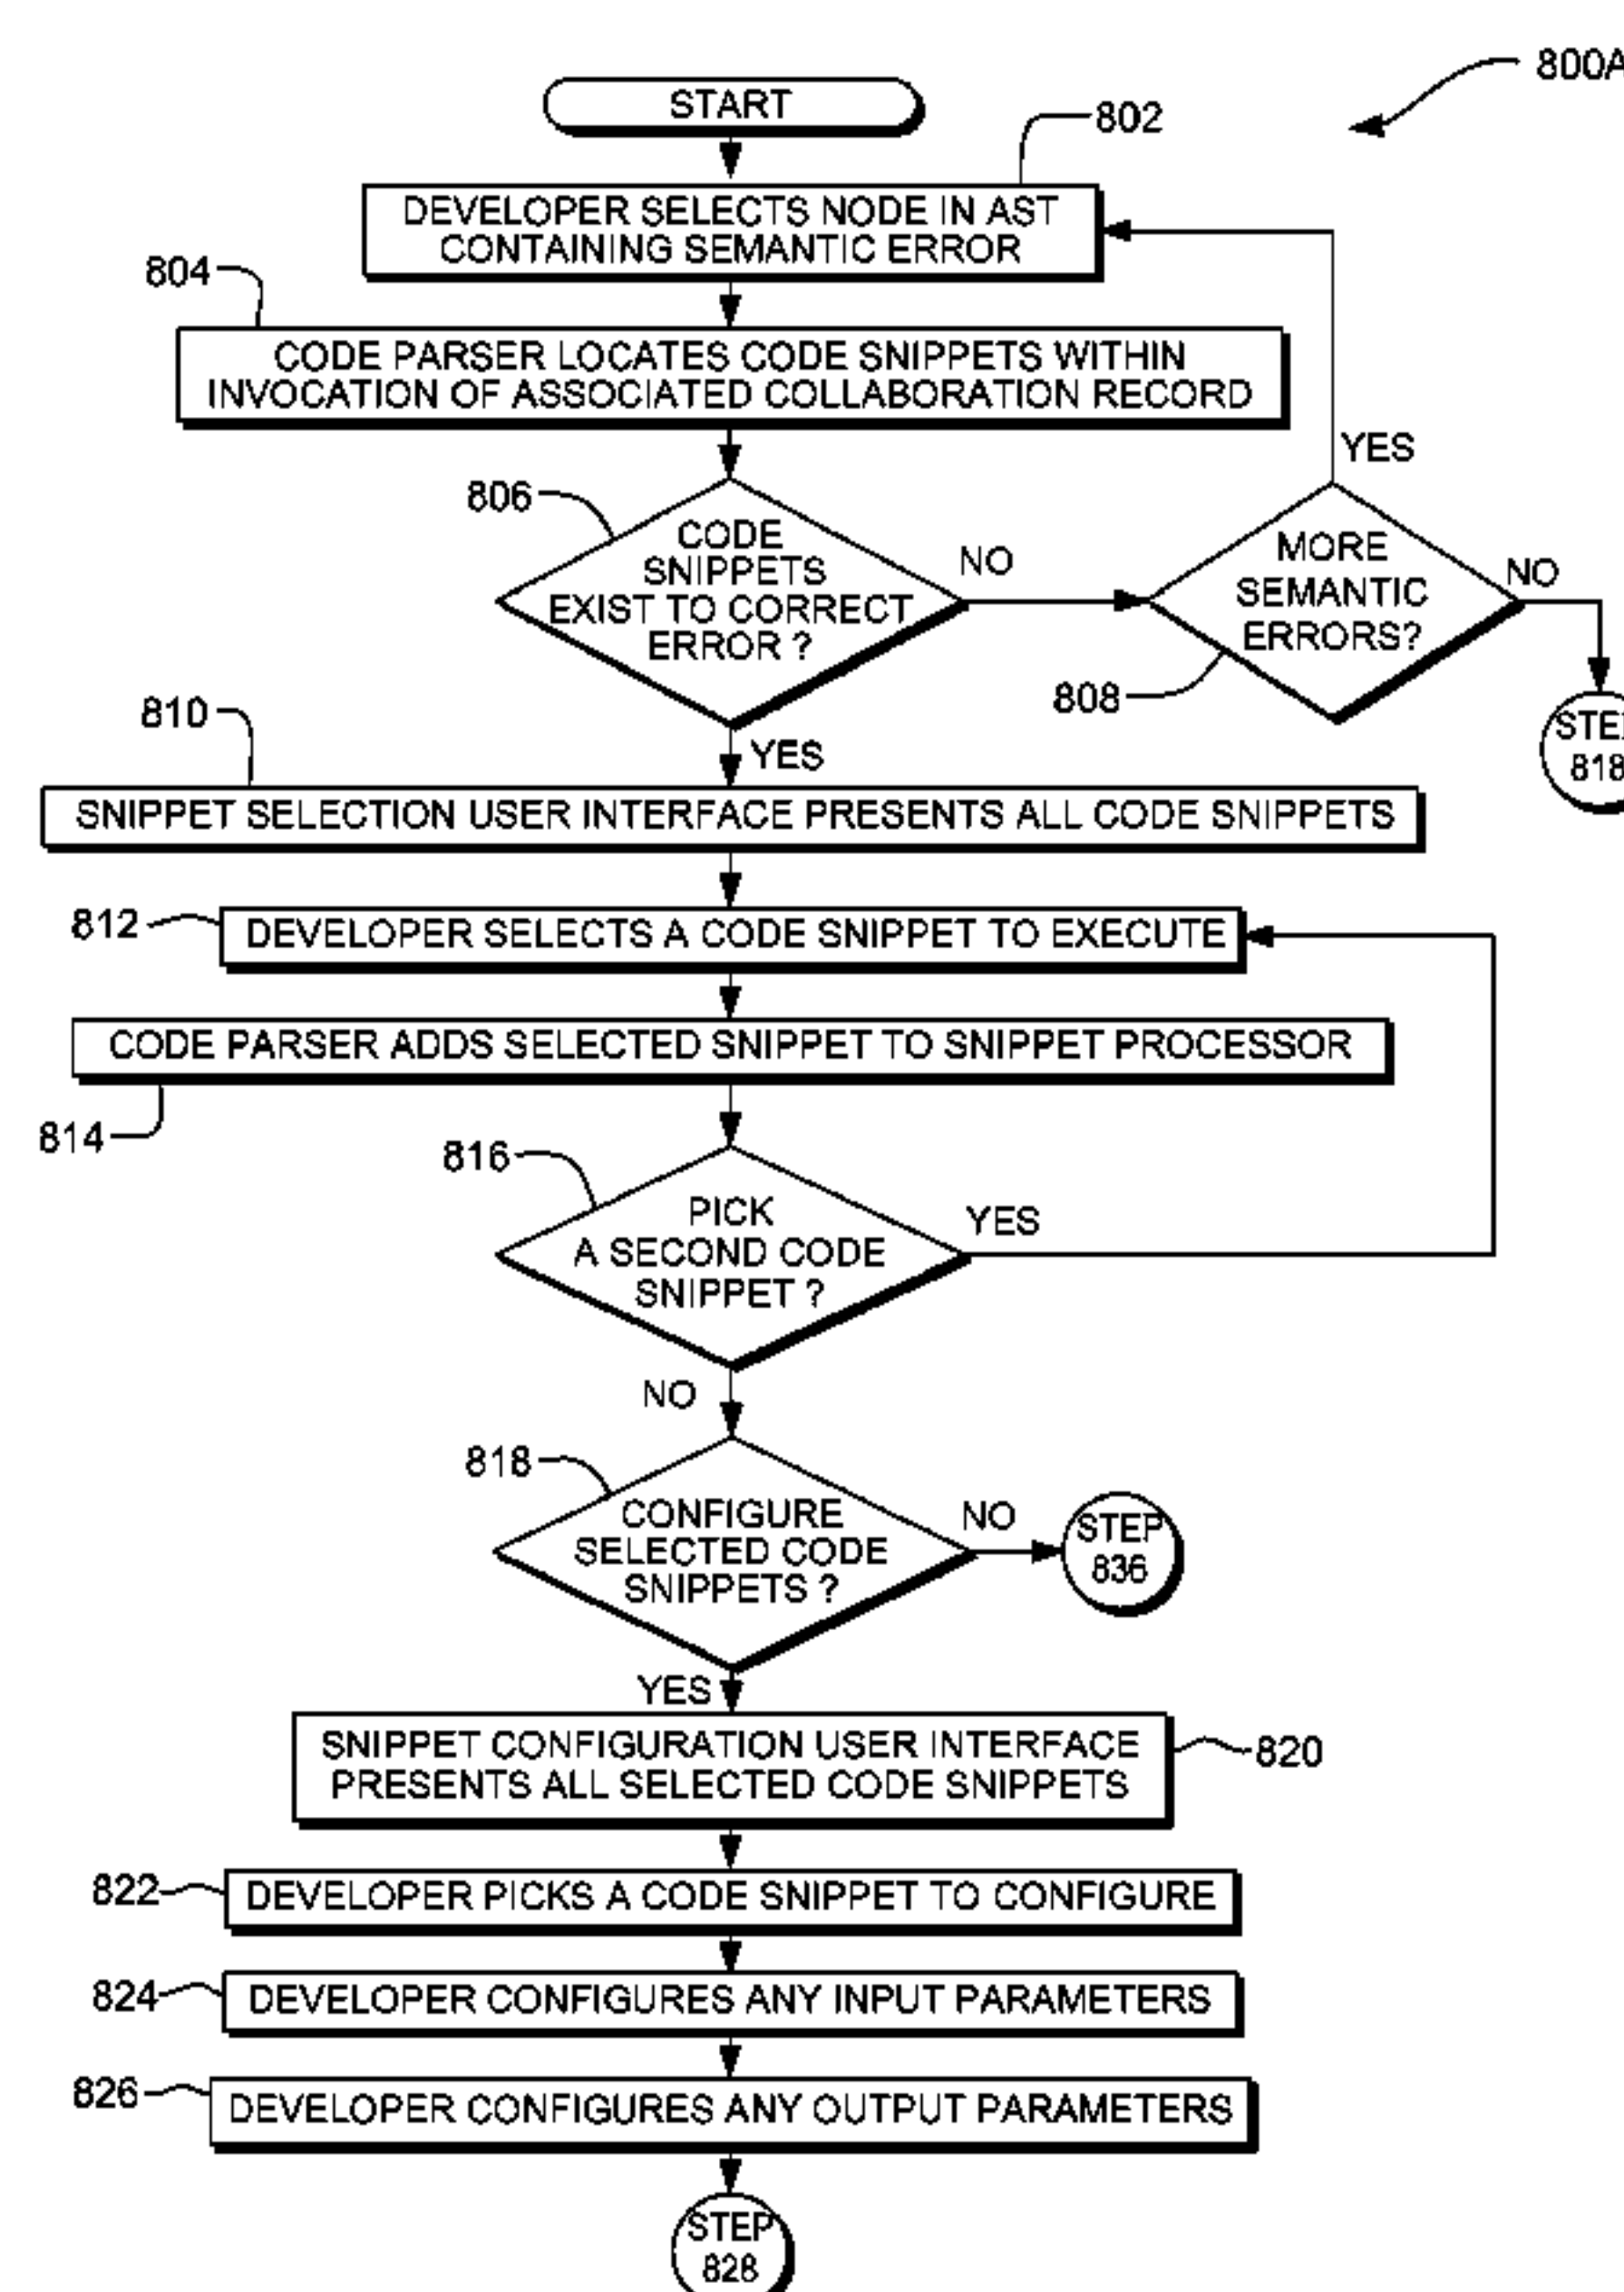 800A
START
802
DEVELOPER SELECTS NODE IN AST
CONTAINING SEMANTIC ERROR
804
CODE PARSER LOCATES CODE SNIPPETS WITHIN
INVOCATION OF ASSOCIATED COLLABORATION RECORD
806
CODE
SNIPPETS
EXIST TO CORRECT
ERROR ?
NO
YES
MORE
SEMANTIC
ERRORS?
NO
808
STEP
818
YES
810
SNIPPET SELECTION USER INTERFACE PRESENTS ALL CODE SNIPPETS
812
DEVELOPER SELECTS A CODE SNIPPET TO EXECUTE
CODE PARSER ADDS SELECTED SNIPPET TO SNIPPET PROCESSOR
814
816
PICK
A SECOND CODE
SNIPPET ?
YES
NO
818
CONFIGURE
SELECTED CODE
SNIPPETS ?
NO
STEP
836
YES
SNIPPET CONFIGURATION USER INTERFACE
PRESENTS ALL SELECTED CODE SNIPPETS
820
822
DEVELOPER PICKS A CODE SNIPPET TO CONFIGURE
824
DEVELOPER CONFIGURES ANY INPUT PARAMETERS
826
DEVELOPER CONFIGURES ANY OUTPUT PARAMETERS
STEP
828